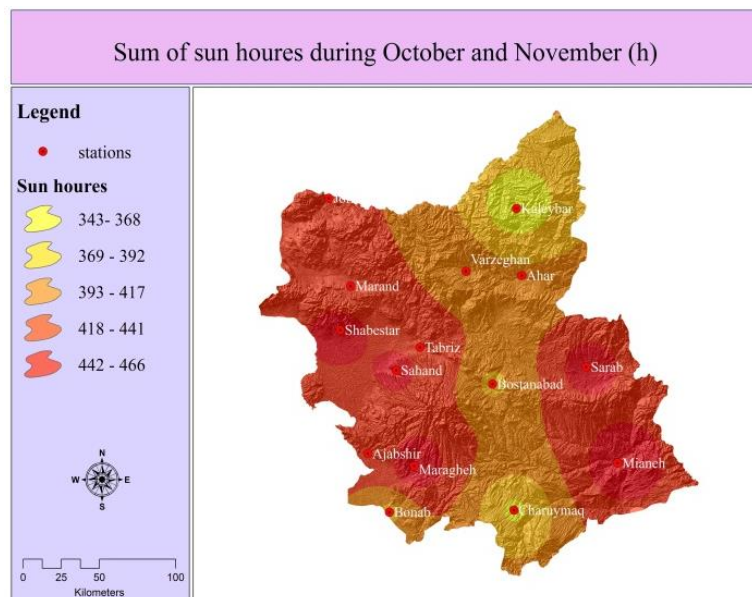 Sum of sun houres during October and November (h)
Legend
stations
Sun houres
343- 368
369 - 392
393 - 417
418 - 441
442 - 466
N
W
E
S
0 25 50 100
Kilometers
Kaleybar
Varzeghan
Ahar
Marand
Shabestar
Tabriz
Sahand
Sarab
Bostanabad
Ajabshir
Maragheh
Mianeh
Bonab
Charuymaq